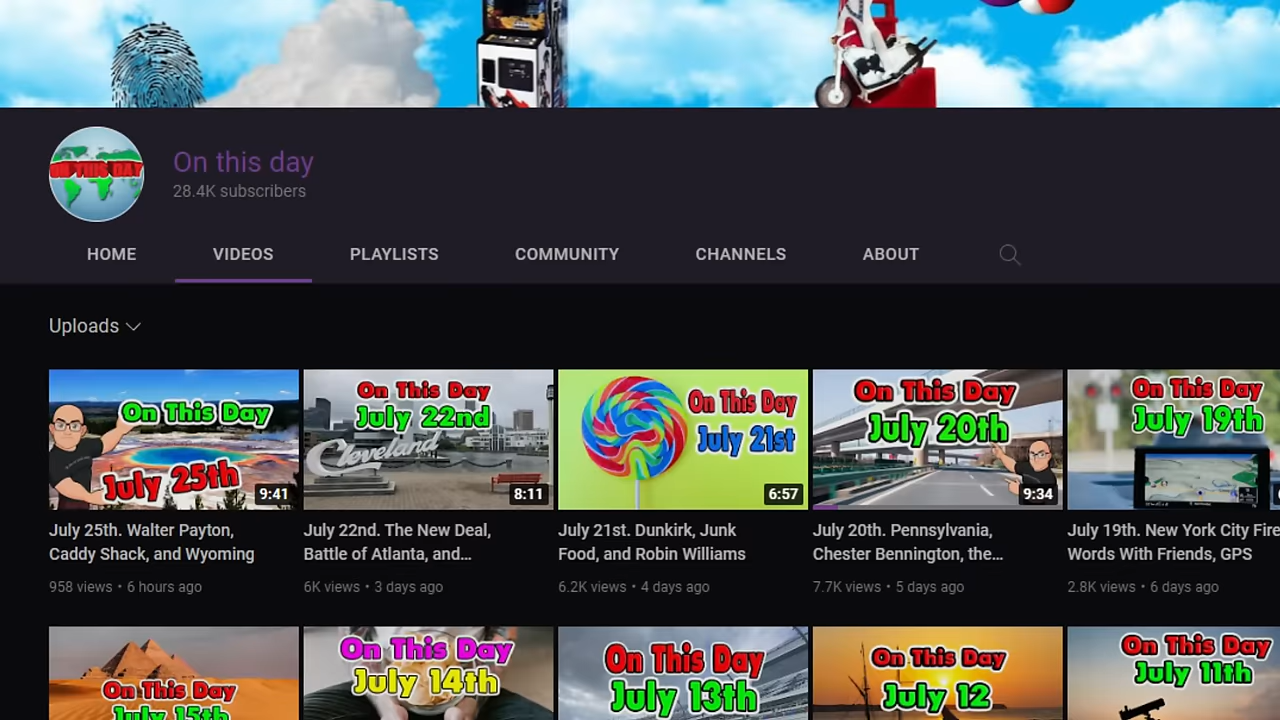 ON THIS DAY
On this day
28.4K subscribers
HOME VIDEOS PLAYLISTS COMMUNITY CHANNELS ABOUT
Uploads
On This Day
July 25th
9:41
On This Day
July 22nd
Cleveland
8:11
On This Day
July 21st
6:57
On This Day
July 20th
9:34
On This Day
July 19th
July 25th. Walter Payton,
Caddy Shack, and Wyoming
958 views • 6 hours ago
July 22nd. The New Deal,
Battle of Atlanta, and...
6K views • 3 days ago
July 21st. Dunkirk, Junk
Food, and Robin Williams
6.2K views • 4 days ago
July 20th. Pennsylvania,
Chester Bennington, the...
7.7K views • 5 days ago
July 19th. New York City Fire
Words With Friends, GPS
2.8K views • 6 days ago
On This Day
July 15th
On This Day
July 14th
On This Day
July 13th
On This Day
July 12
On This Day
July 11th